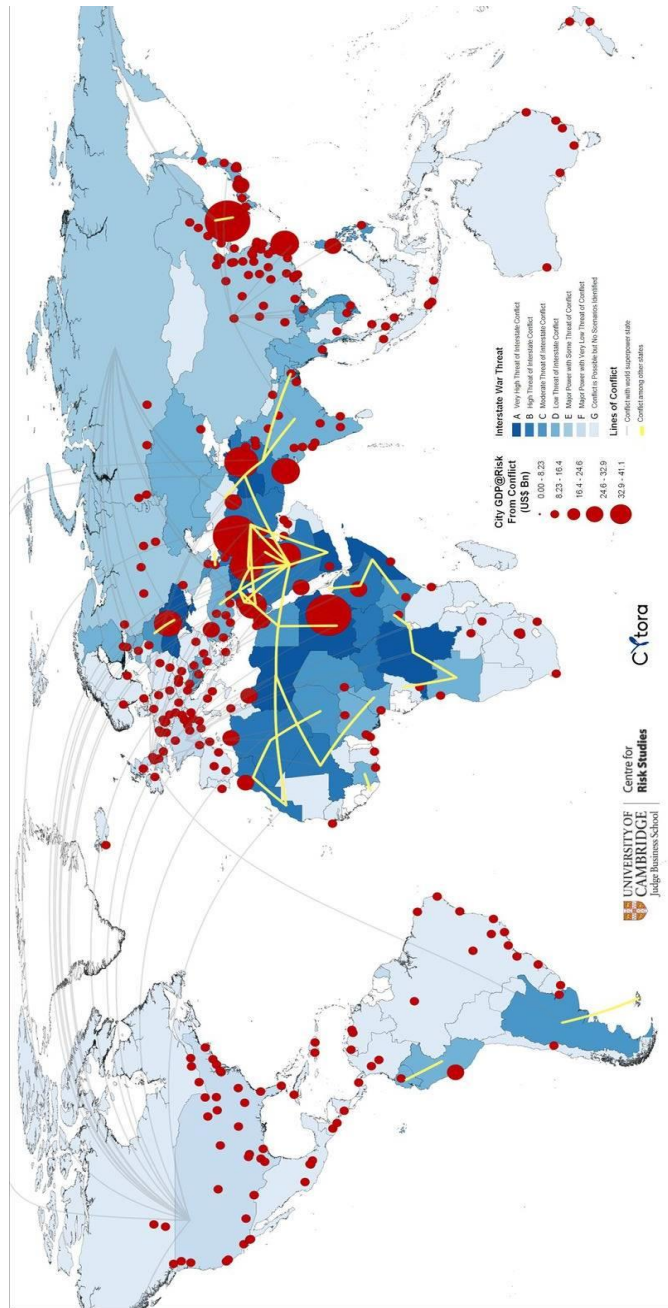 Interstate War Threat
A Very High Threat of Interstate Conflict
B High Threat of Interstate Conflict
C Moderate Threat of Interstate Conflict
D Low Threat of Interstate Conflict
E Major Power with Some Threat of Conflict
F Major Power with Very Low Threat of Conflict
G Conflict is Possible but No Scenarios Identified
Lines of Conflict
Conflict with world superpower state
Conflict among other states
City GDP@Risk
From Conflict
(US$ Bn)
0.00 - 8.23
8.23 - 16.4
16.4 - 24.6
24.6 - 32.9
32.9 - 41.1
Cytora
UNIVERSITY OF
CAMBRIDGE
Judge Business School
Centre for
Risk Studies